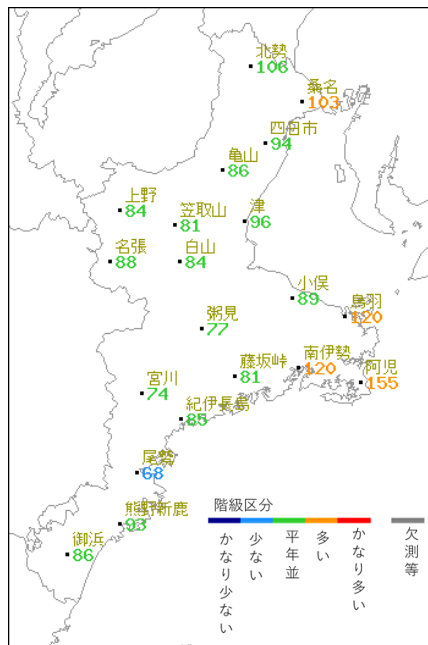 北勢
106
桑名
103
四日市
94
亀山
86
上野
84
笠取山
81
津
96
名張
88
白山
84
小俣
89
鳥羽
120
粥見
77
藤坂峠
81
南伊勢
120
阿児
155
宮川
74
紀伊長島
85
尾鷲
68
熊野新鹿
93
御浜
86
階級区分
かなり少ない
少ない
平年並
多い
かなり多い
欠測等